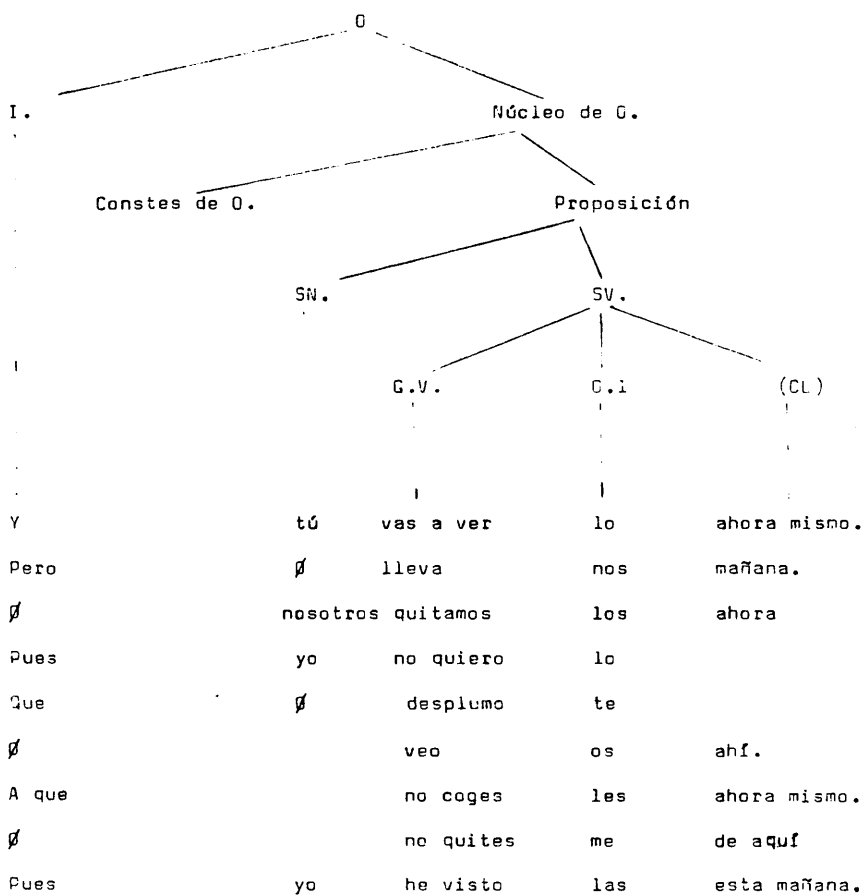 O
I. Núcleo de O.
Constes de O. Proposición
SN. SV.
G.V. C.i (CL)
Y tú vas a ver lo ahora mismo.
Pero Ø lleva nos mañana.
Ø nosotros quitamos los ahora
Pues yo no quiero lo
Que Ø desplumo te
Ø veo os ahí.
A que no coges les ahora mismo.
Ø no quites me de aquí
Pues yo he visto las esta mañana.